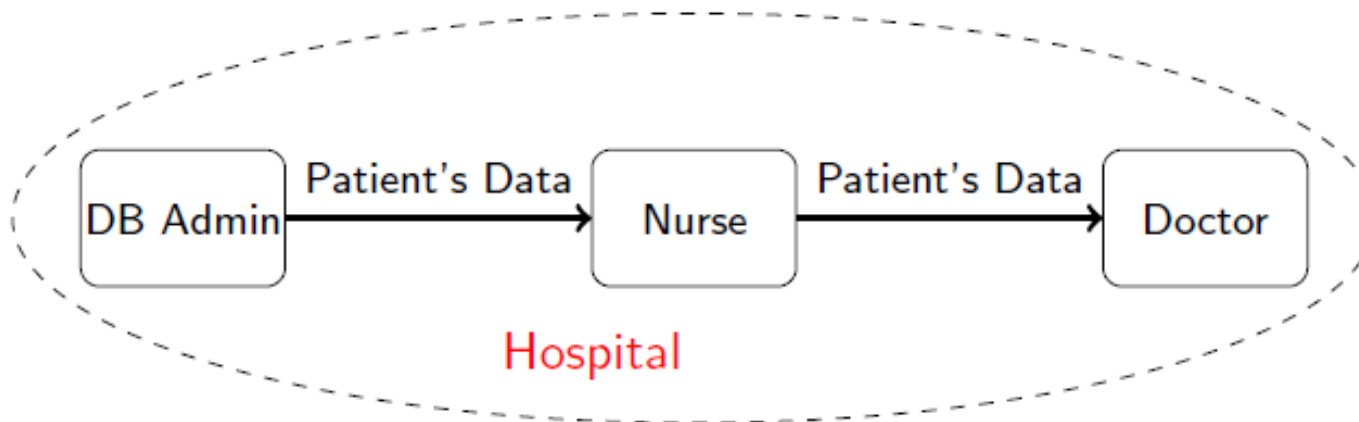 Patient's Data
Patient's Data
DB Admin
Nurse
Doctor
Hospital